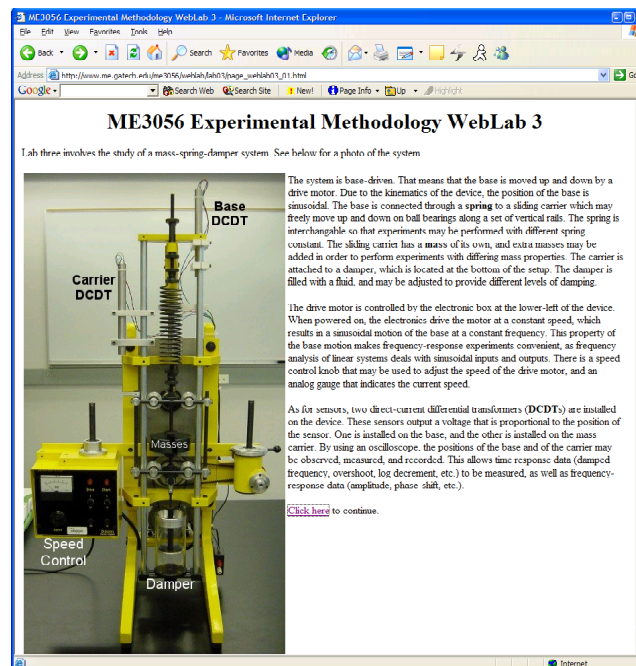 ME3056 Experimental Methodology WebLab 3 - Microsoft Internet Explorer
File Edit View Favorites Tools Help
Back Search Favorites Media
Address http://www.me.gatech.edu/me3056/weblab/lab03/page_weblab03_01.html Go
Google Search Web Search Site New! Page Info Up Highlight
ME3056 Experimental Methodology WebLab 3
Lab three involves the study of a mass-spring-damper system. See below for a photo of the system
Base
DCDT
Carrier
DCDT
Masses
Speed
Control
Damper
The system is base-driven. That means that the base is moved up and down by a
drive motor. Due to the kinematics of the device, the position of the base is
sinusoidal. The base is connected through a spring to a sliding carrier which may
freely move up and down on ball bearings along a set of vertical rails. The spring is
interchangable so that experiments may be performed with different spring
constant. The sliding carrier has a mass of its own, and extra masses may be
added in order to perform experiments with differing mass properties. The carrier is
attached to a damper, which is located at the bottom of the setup. The damper is
filled with a fluid, and may be adjusted to provide different levels of damping.
The drive motor is controlled by the electronic box at the lower-left of the device.
When powered on, the electronics drive the motor at a constant speed, which
results in a sinusoidal motion of the base at a constant frequency. This property of
the base motion makes frequency-response experiments convenient, as frequency
analysis of linear systems deals with sinusoidal inputs and outputs. There is a speed
control knob that may be used to adjust the speed of the drive motor, and an
analog gauge that indicates the current speed.
As for sensors, two direct-current differential transformers (DCDTs) are installed
on the device. These sensors output a voltage that is proportional to the position of
the sensor. One is installed on the base, and the other is installed on the mass
carrier. By using an oscilloscope, the positions of the base and of the carrier may
be observed, measured, and recorded. This allows time response data (damped
frequency, overshoot, log decrement, etc.) to be measured, as well as frequency-
response data (amplitude, phase shift, etc.).
Click here to continue.
Internet